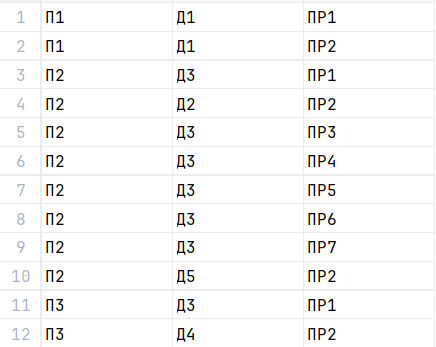 1 П1 Д1 ПР1
2 П1 Д1 ПР2
3 П2 Д3 ПР1
4 П2 Д2 ПР2
5 П2 Д3 ПР3
6 П2 Д3 ПР4
7 П2 Д3 ПР5
8 П2 Д3 ПР6
9 П2 Д3 ПР7
10 П2 Д5 ПР2
11 П3 Д3 ПР1
12 П3 Д4 ПР2